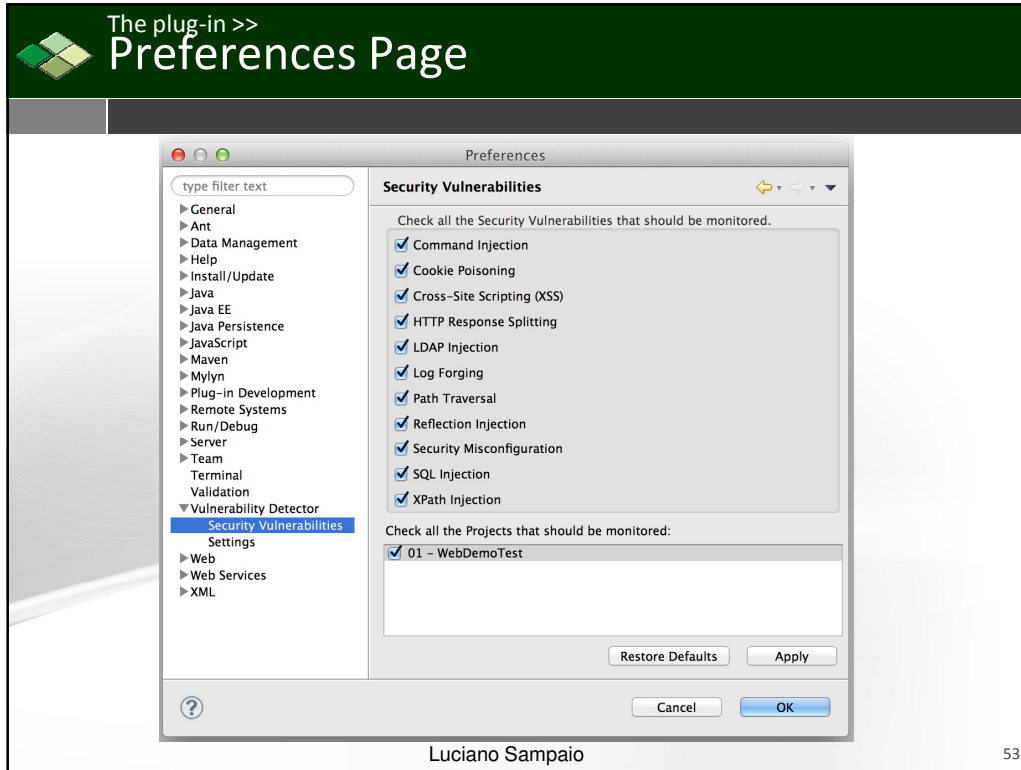 The plug-in >>
Preferences Page
Preferences
type filter text
General
Ant
Data Management
Help
Install/Update
Java
Java EE
Java Persistence
JavaScript
Maven
Mylyn
Plug-in Development
Remote Systems
Run/Debug
Server
Team
Terminal
Validation
Vulnerability Detector
Security Vulnerabilities
Settings
Web
Web Services
XML
Security Vulnerabilities
Check all the Security Vulnerabilities that should be monitored.
Command Injection
Cookie Poisoning
Cross-Site Scripting (XSS)
HTTP Response Splitting
LDAP Injection
Log Forging
Path Traversal
Reflection Injection
Security Misconfiguration
SQL Injection
XPath Injection
Check all the Projects that should be monitored:
01 - WebDemoTest
Restore Defaults
Apply
?
Cancel
OK
Luciano Sampaio
53